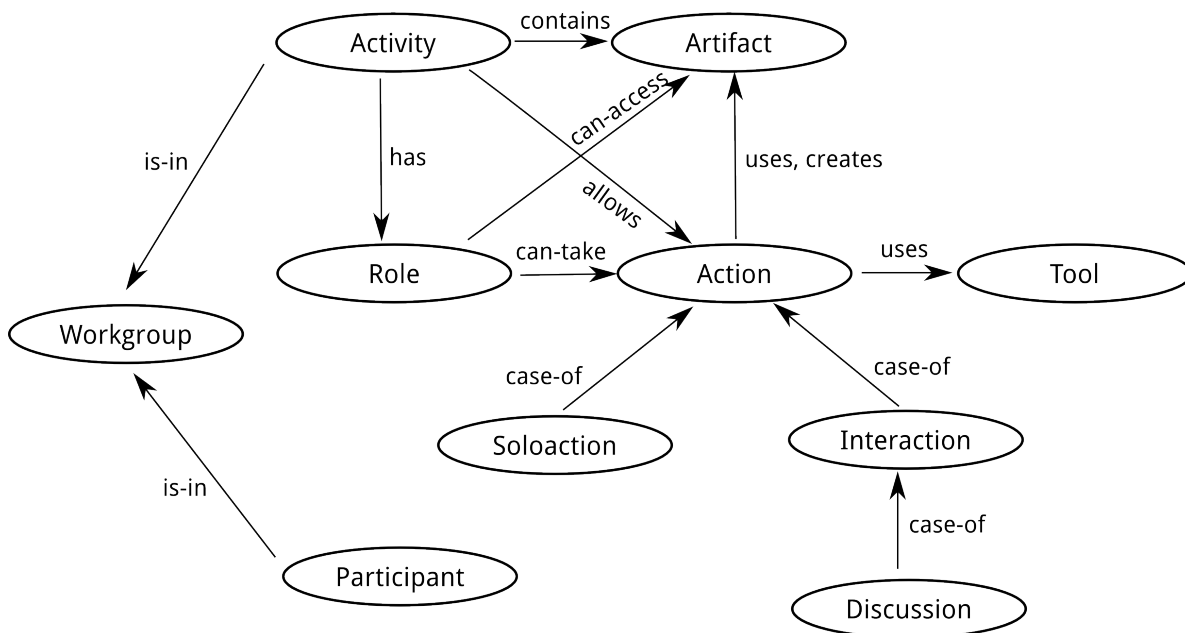 contains
Activity
Artifact
can-access
is-in
has
uses, creates
allows
can-take
uses
Role
Action
Tool
Workgroup
case-of
case-of
Soloaction
Interaction
is-in
case-of
Participant
Discussion